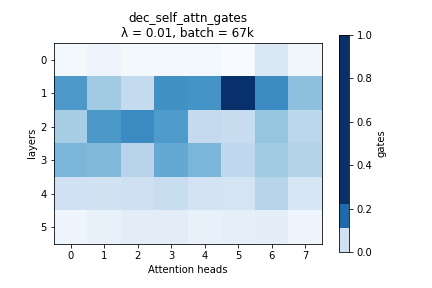 dec_self_attn_gates
λ = 0.01, batch = 67k
layers
0
1
2
3
4
5
0 1 2 3 4 5 6 7
Attention heads
1.0
0.8
0.6
0.4
0.2
0.0
gates